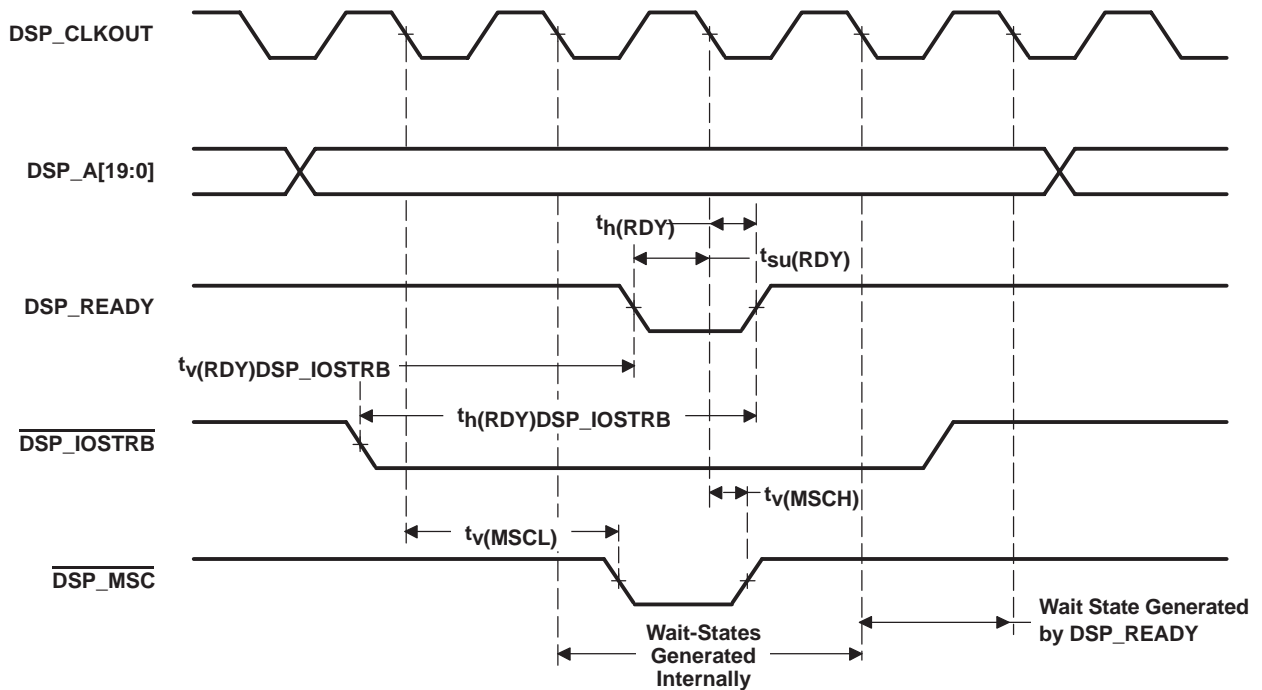 DSP_CLKOUT
DSP_A[19:0]
th(RDY)
tsu(RDY)
DSP_READY
tv(RDY)DSP_IOSTRB
th(RDY)DSP_IOSTRB
DSP_IOSTRB
tv(MSCH)
tv(MSCL)
DSP_MSC
Wait-States
Generated
Internally
Wait State Generated
by DSP_READY